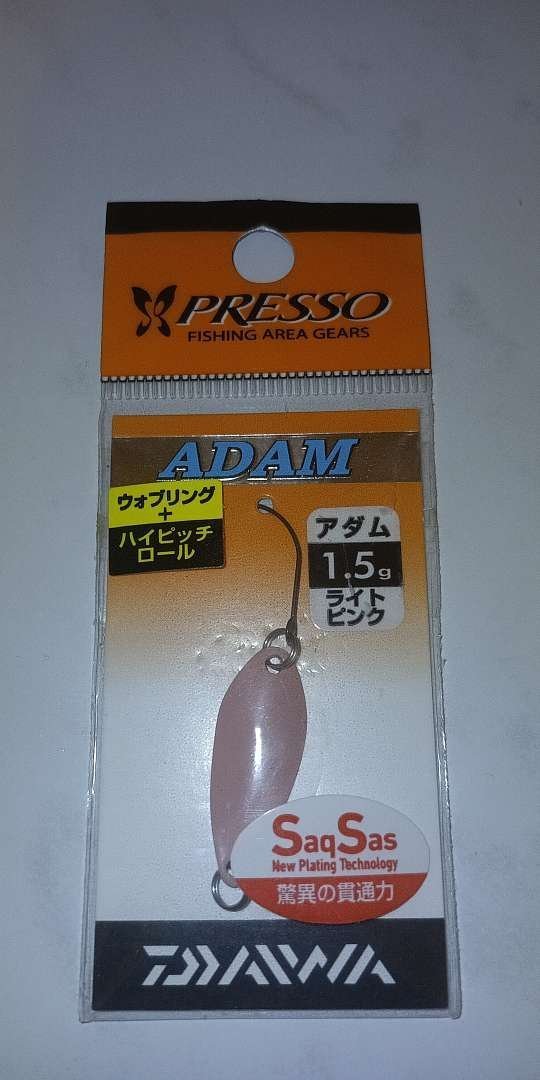 PRESSO
FISHING AREA GEARS
ADAM
ウォブリング
+
ハイピッチ
ロール
アダム
1.5g
ライト
ピンク
SaqSas
New Plating Technology
驚異の貫通力
DAIWA